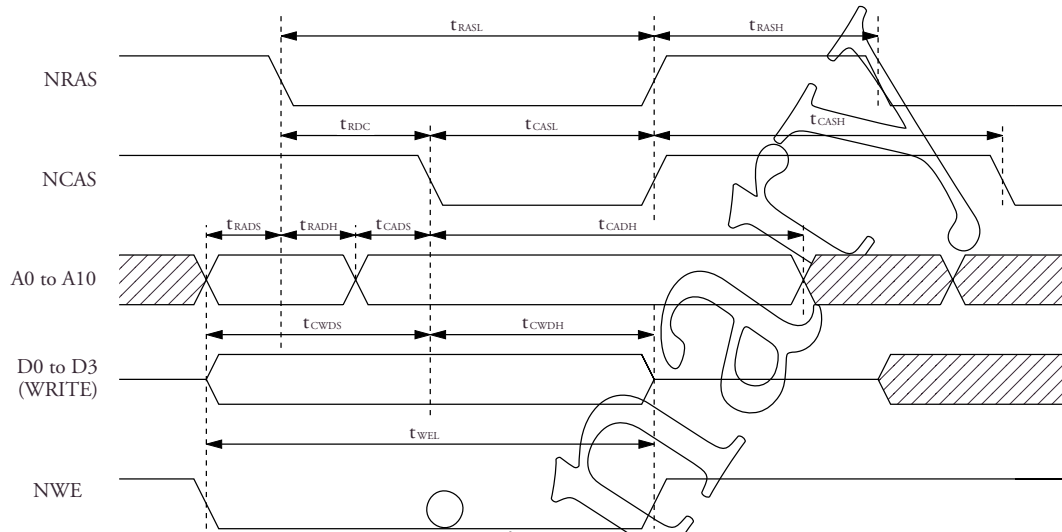 tRASL tRASH
NRAS
tRDC tCASL tCASH
NCAS
tRADS tRADH tCADS tCADH
A0 to A10
tCWDS tCWDH
D0 to D3
(WRITE)
tWEL
NWE